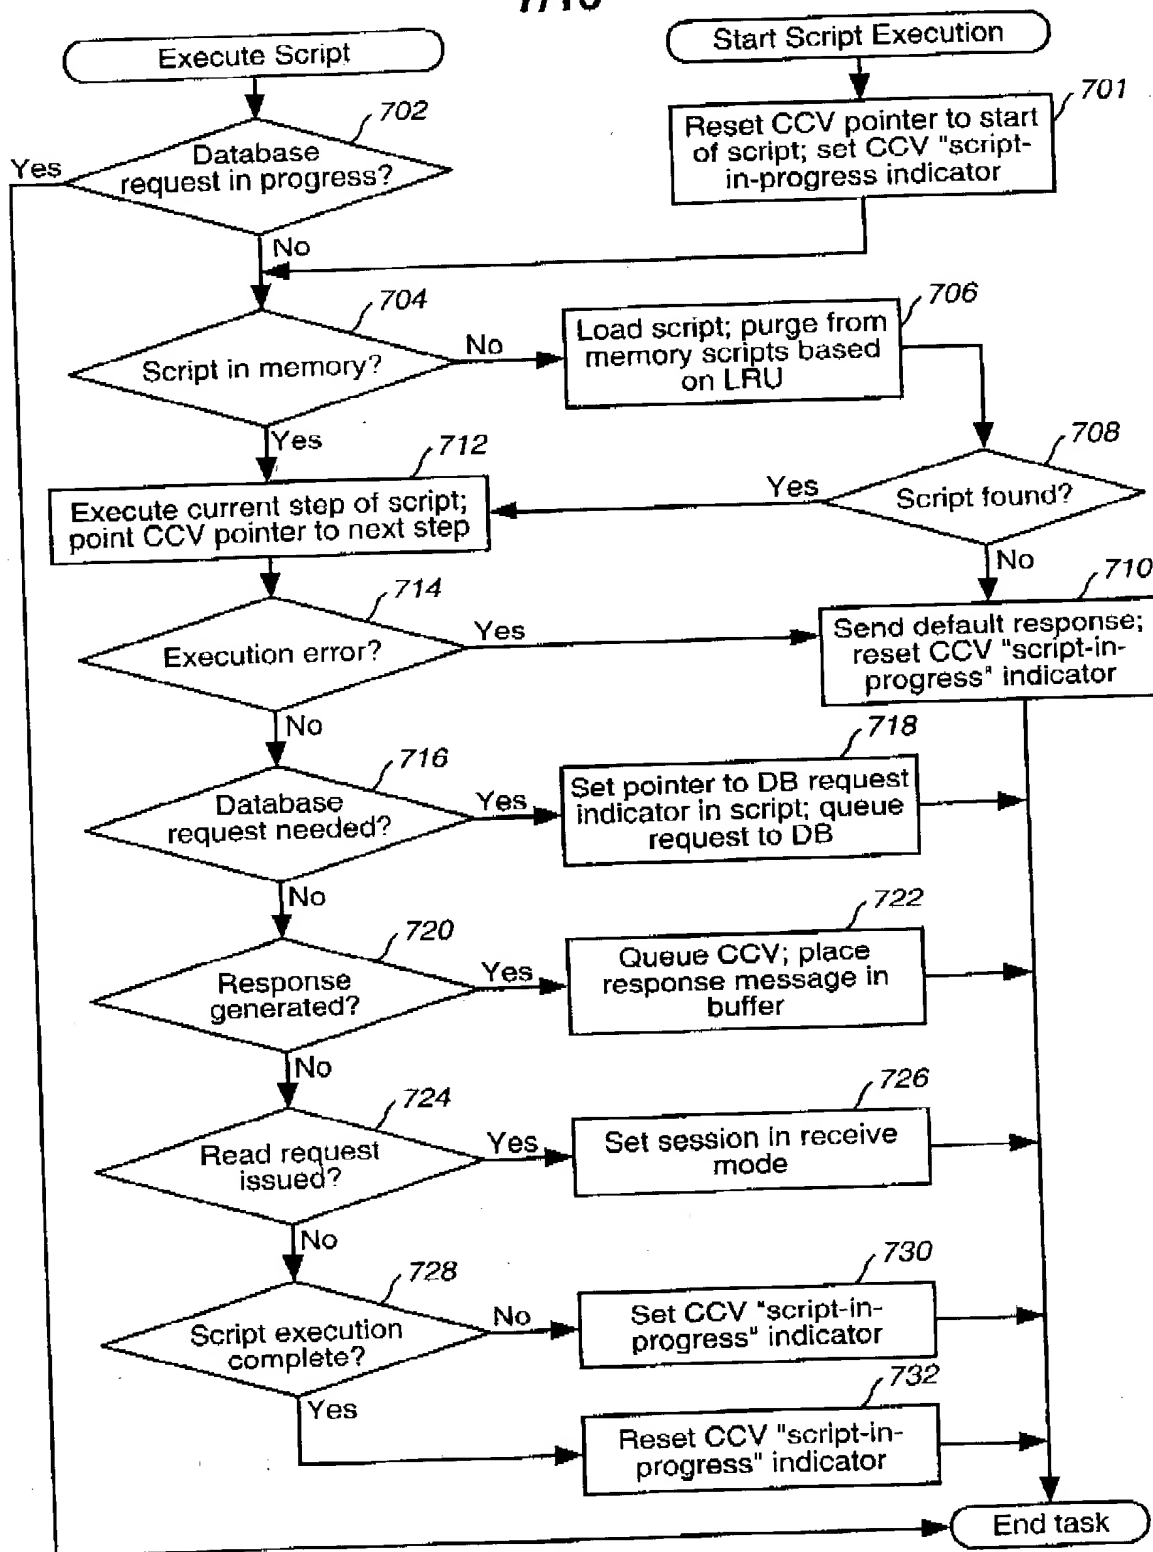 Execute Script
Start Script Execution
701
Reset CCV pointer to start
of script; set CCV "script-
in-progress indicator
702
Database
request in progress?
Yes
No
704
Script in memory?
No
706
Load script; purge from
memory scripts based
on LRU
Yes
708
Script found?
Yes
No
712
Execute current step of script;
point CCV pointer to next step
710
Send default response;
reset CCV "script-in-
progress" indicator
714
Execution error?
Yes
No
716
Database
request needed?
Yes
718
Set pointer to DB request
indicator in script; queue
request to DB
No
720
Response
generated?
Yes
722
Queue CCV; place
response message in
buffer
No
724
Read request
issued?
Yes
726
Set session in receive
mode
No
728
Script execution
complete?
No
730
Set CCV "script-in-
progress" indicator
Yes
732
Reset CCV "script-in-
progress" indicator
End task